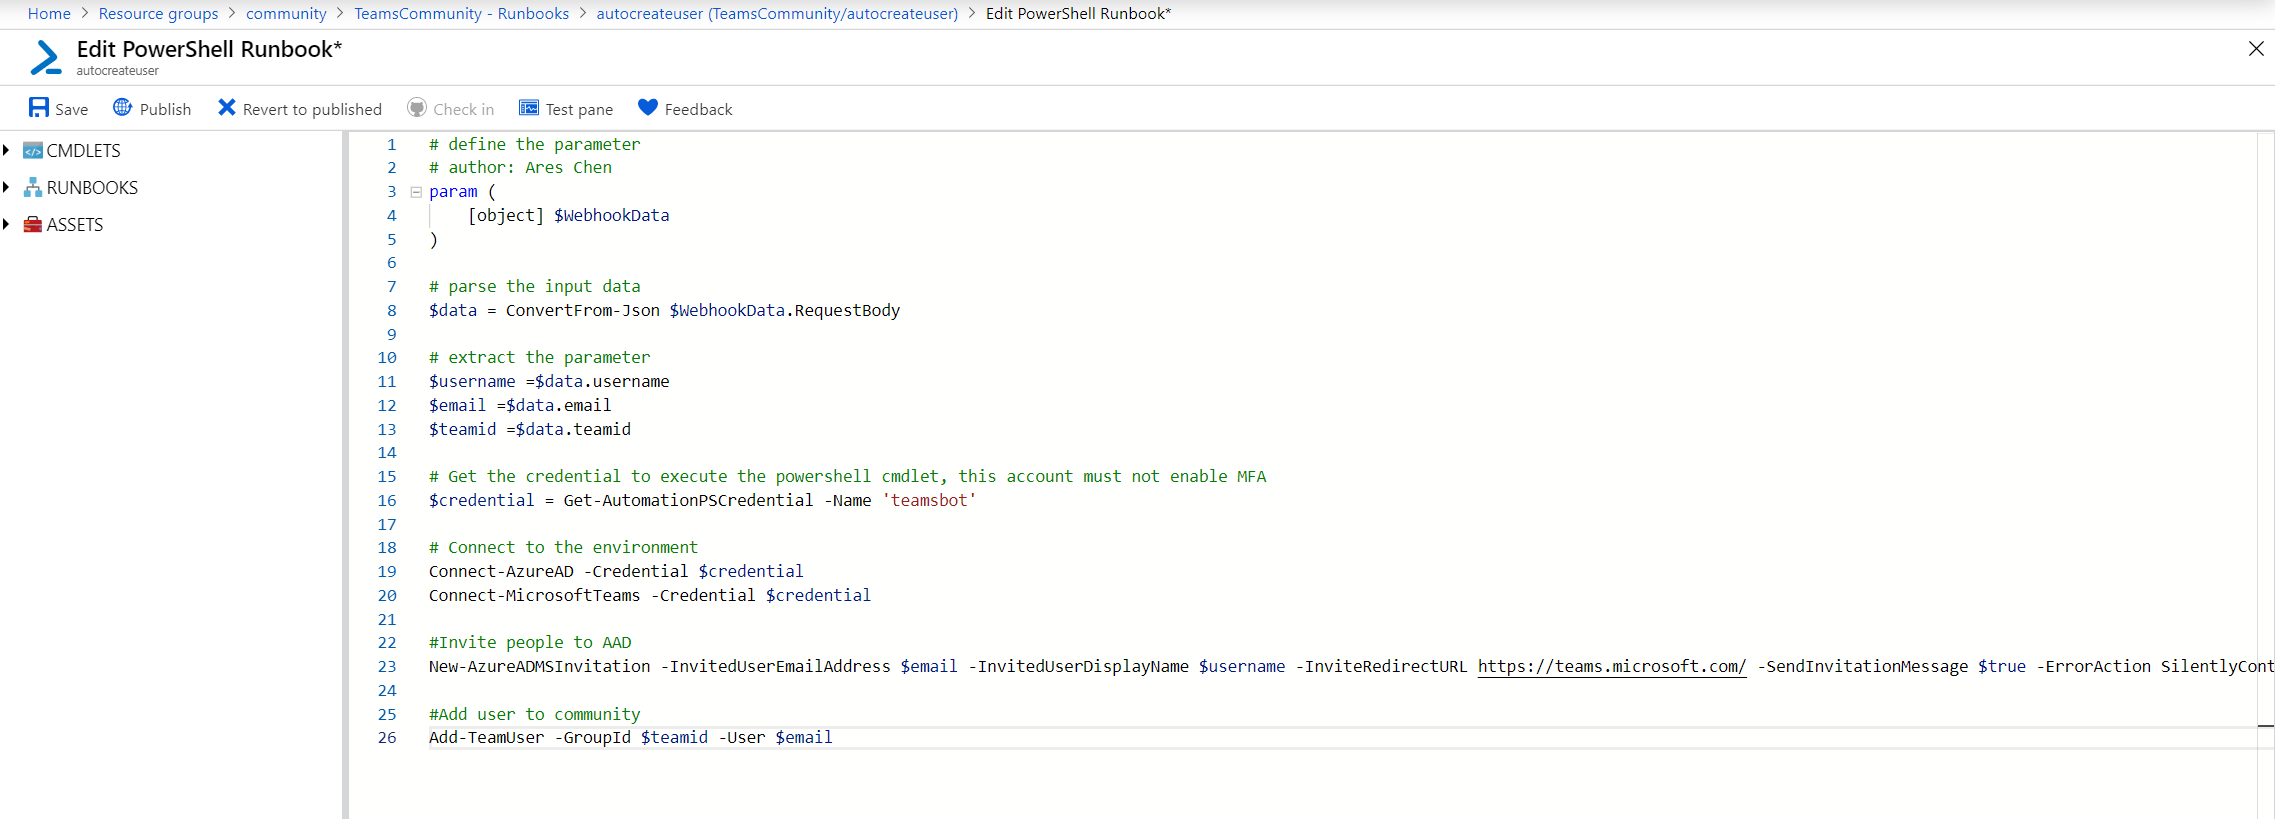 Home > Resource groups > community > TeamsCommunity - Runbooks > autocreateuser (TeamsCommunity/autocreateuser) > Edit PowerShell Runbook*
Edit PowerShell Runbook*
autocreateuser
Save Publish Revert to published Check in Test pane Feedback
CMDLETS
RUNBOOKS
ASSETS
1 # define the parameter
2 # author: Ares Chen
3 param (
4 [object] $WebhookData
5 )
6
7 # parse the input data
8 $data = ConvertFrom-Json $WebhookData.RequestBody
9
10 # extract the parameter
11 $username =$data.username
12 $email =$data.email
13 $teamid =$data.teamid
14
15 # Get the credential to execute the powershell cmdlet, this account must not enable MFA
16 $credential = Get-AutomationPSCredential -Name 'teamsbot'
17
18 # Connect to the environment
19 Connect-AzureAD -Credential $credential
20 Connect-MicrosoftTeams -Credential $credential
21
22 #Invite people to AAD
23 New-AzureADMSInvitation -InvitedUserEmailAddress $email -InvitedUserDisplayName $username -InviteRedirectURL https://teams.microsoft.com/ -SendInvitationMessage $true -ErrorAction SilentlyCont
24
25 #Add user to community
26 Add-TeamUser -GroupId $teamid -User $email